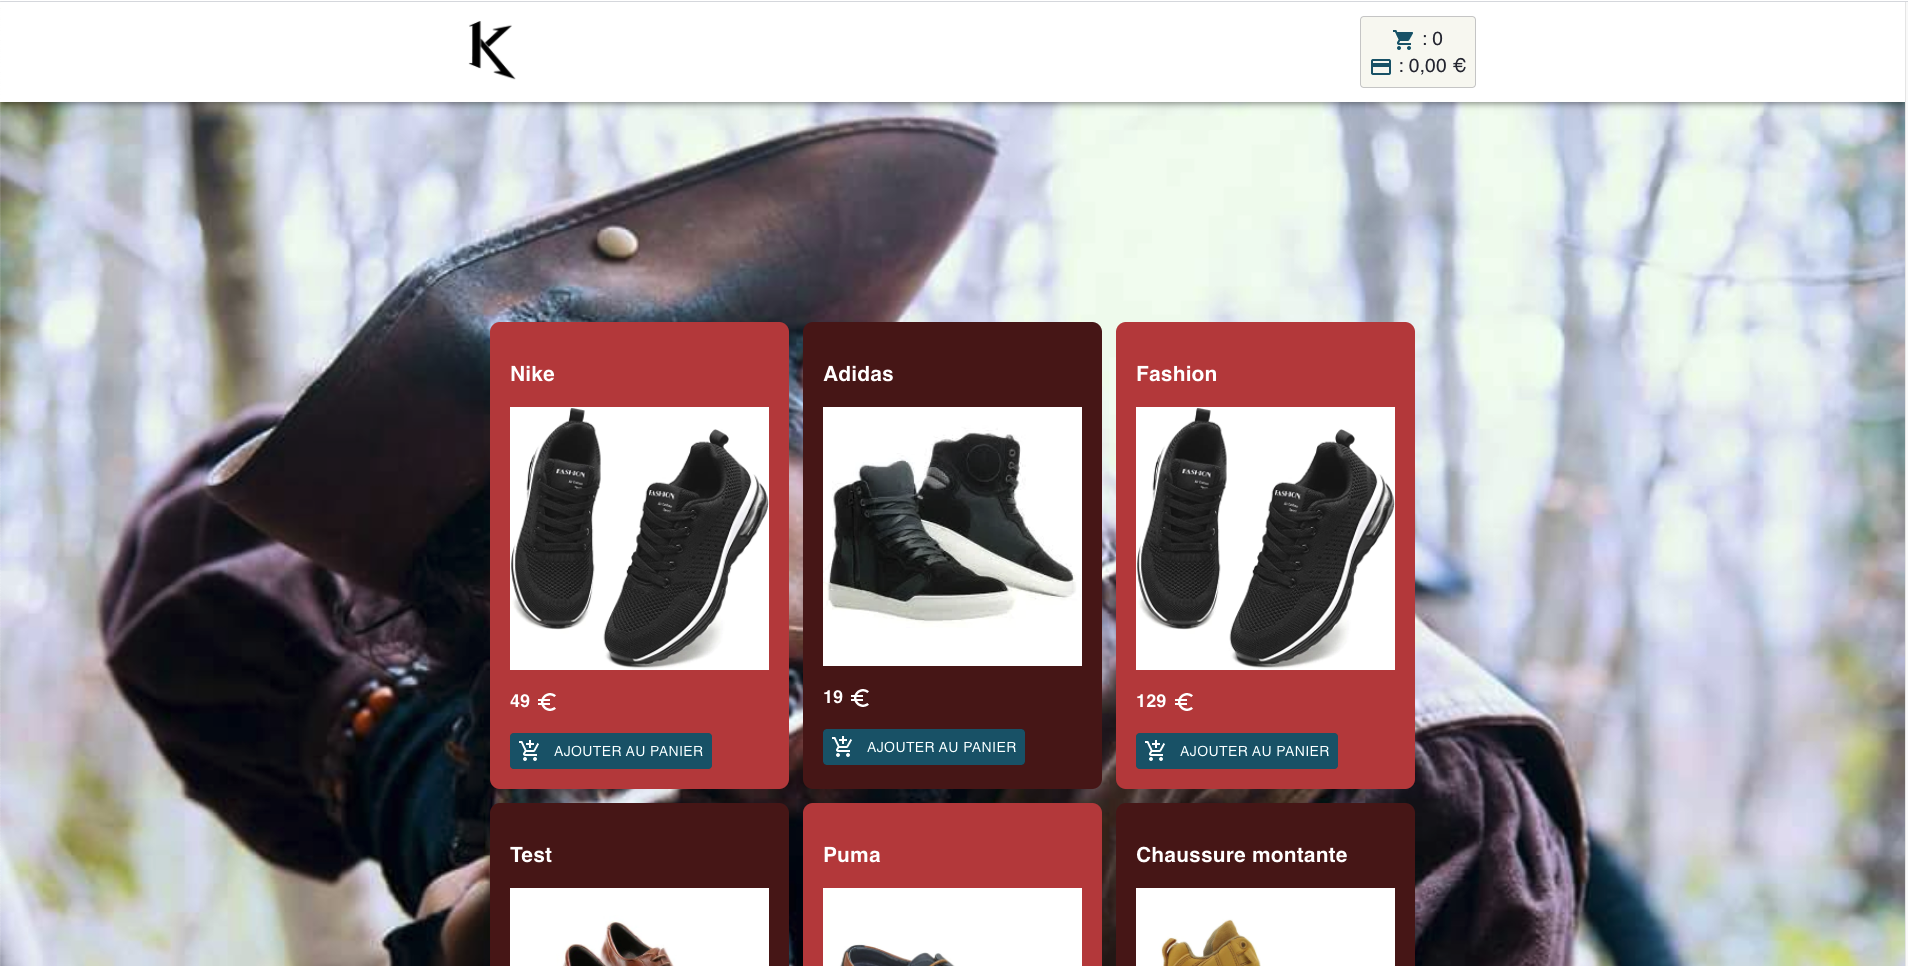 K
: 0
: 0,00 €
Nike
Adidas
Fashion
FASHION
FASHION
FASHION
FASHION
49 €
19 €
129 €
AJOUTER AU PANIER
AJOUTER AU PANIER
AJOUTER AU PANIER
Test
Puma
Chaussure montante